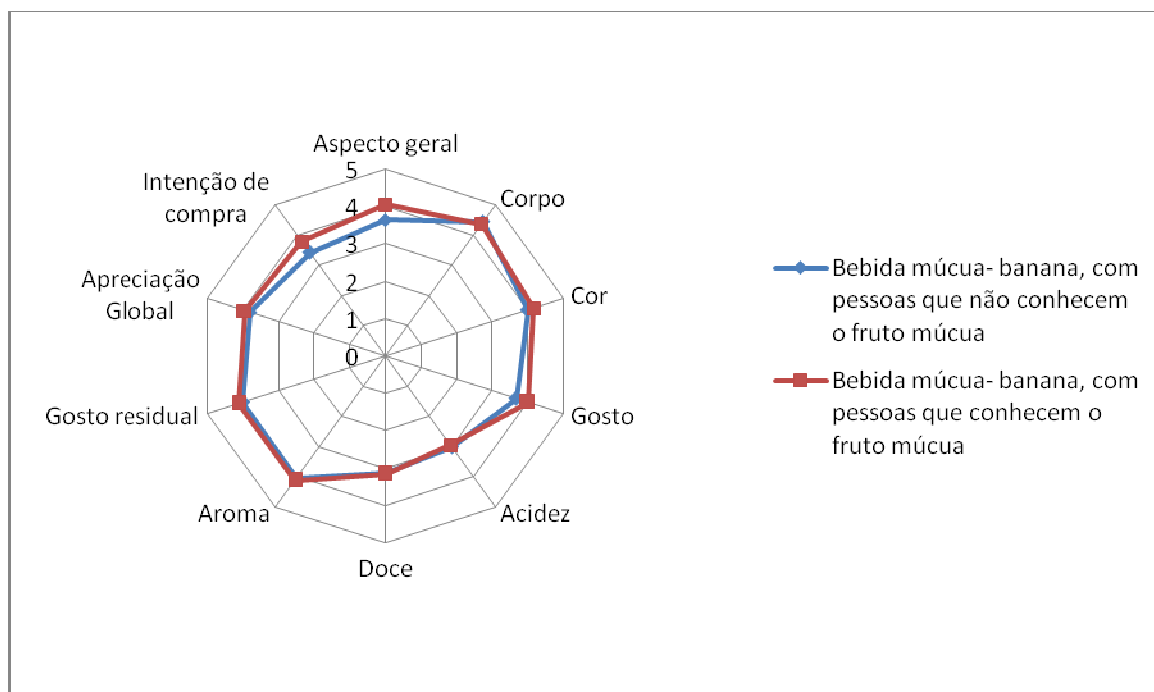 Aspecto geral
Corpo
Cor
Gosto
Acidez
Doce
Aroma
Gosto residual
Apreciação
Global
Intenção de
compra
5
4
3
2
1
0
Bebida múcua- banana, com
pessoas que não conhecem
o fruto múcua
Bebida múcua- banana, com
pessoas que conhecem o
fruto múcua